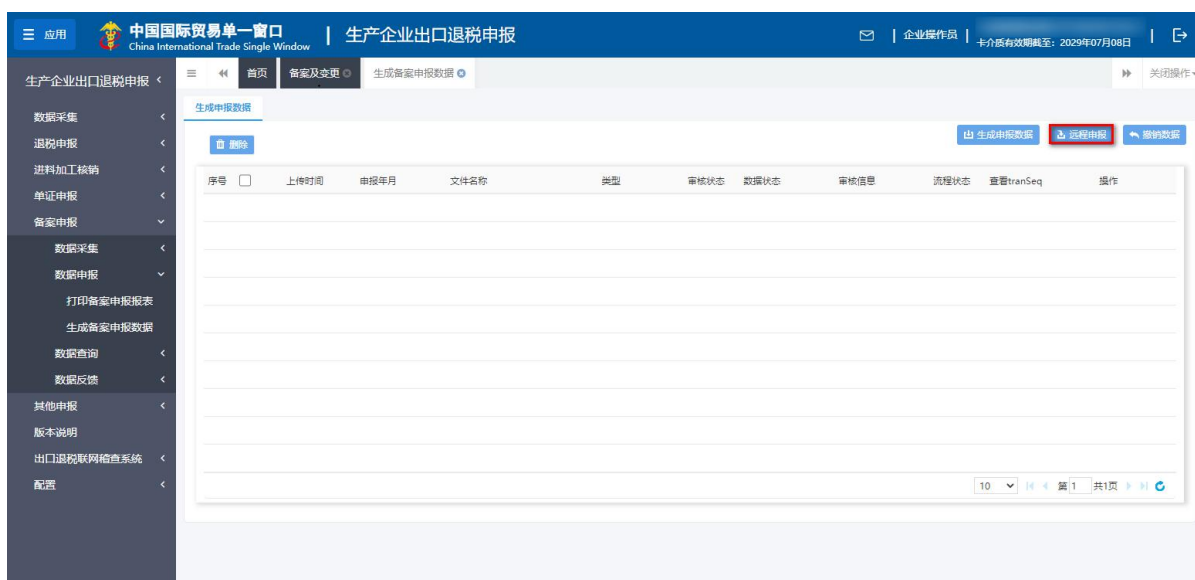 应用
中国国际贸易单一窗口 | 生产企业出口退税申报
China International Trade Single Window
企业操作员 | 卡介质有效期截至：2029年07月08日
生产企业出口退税申报
首页 备案及变更 生成备案申报数据 关闭操作
生成申报数据
删除 生成申报数据 远程申报 撤销数据
序号 上传时间 申报年月 文件名称 类型 审核状态 数据状态 审核信息 流程状态 查看tranSeq 操作
数据采集
退税申报
进料加工核销
单证申报
备案申报
数据采集
数据申报
打印备案申报报表
生成备案申报数据
数据查询
数据反馈
其他申报
版本说明
出口退税联网稽查系统
配置
10 第 1 共1页